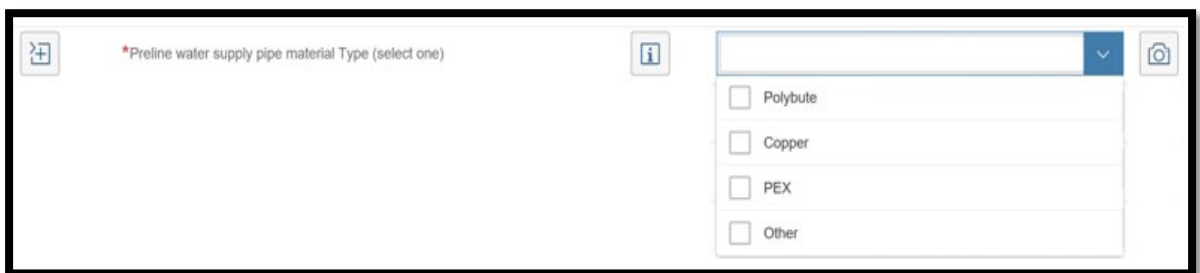 *Preline water supply pipe material Type (select one)
Polybute
Copper
PEX
Other